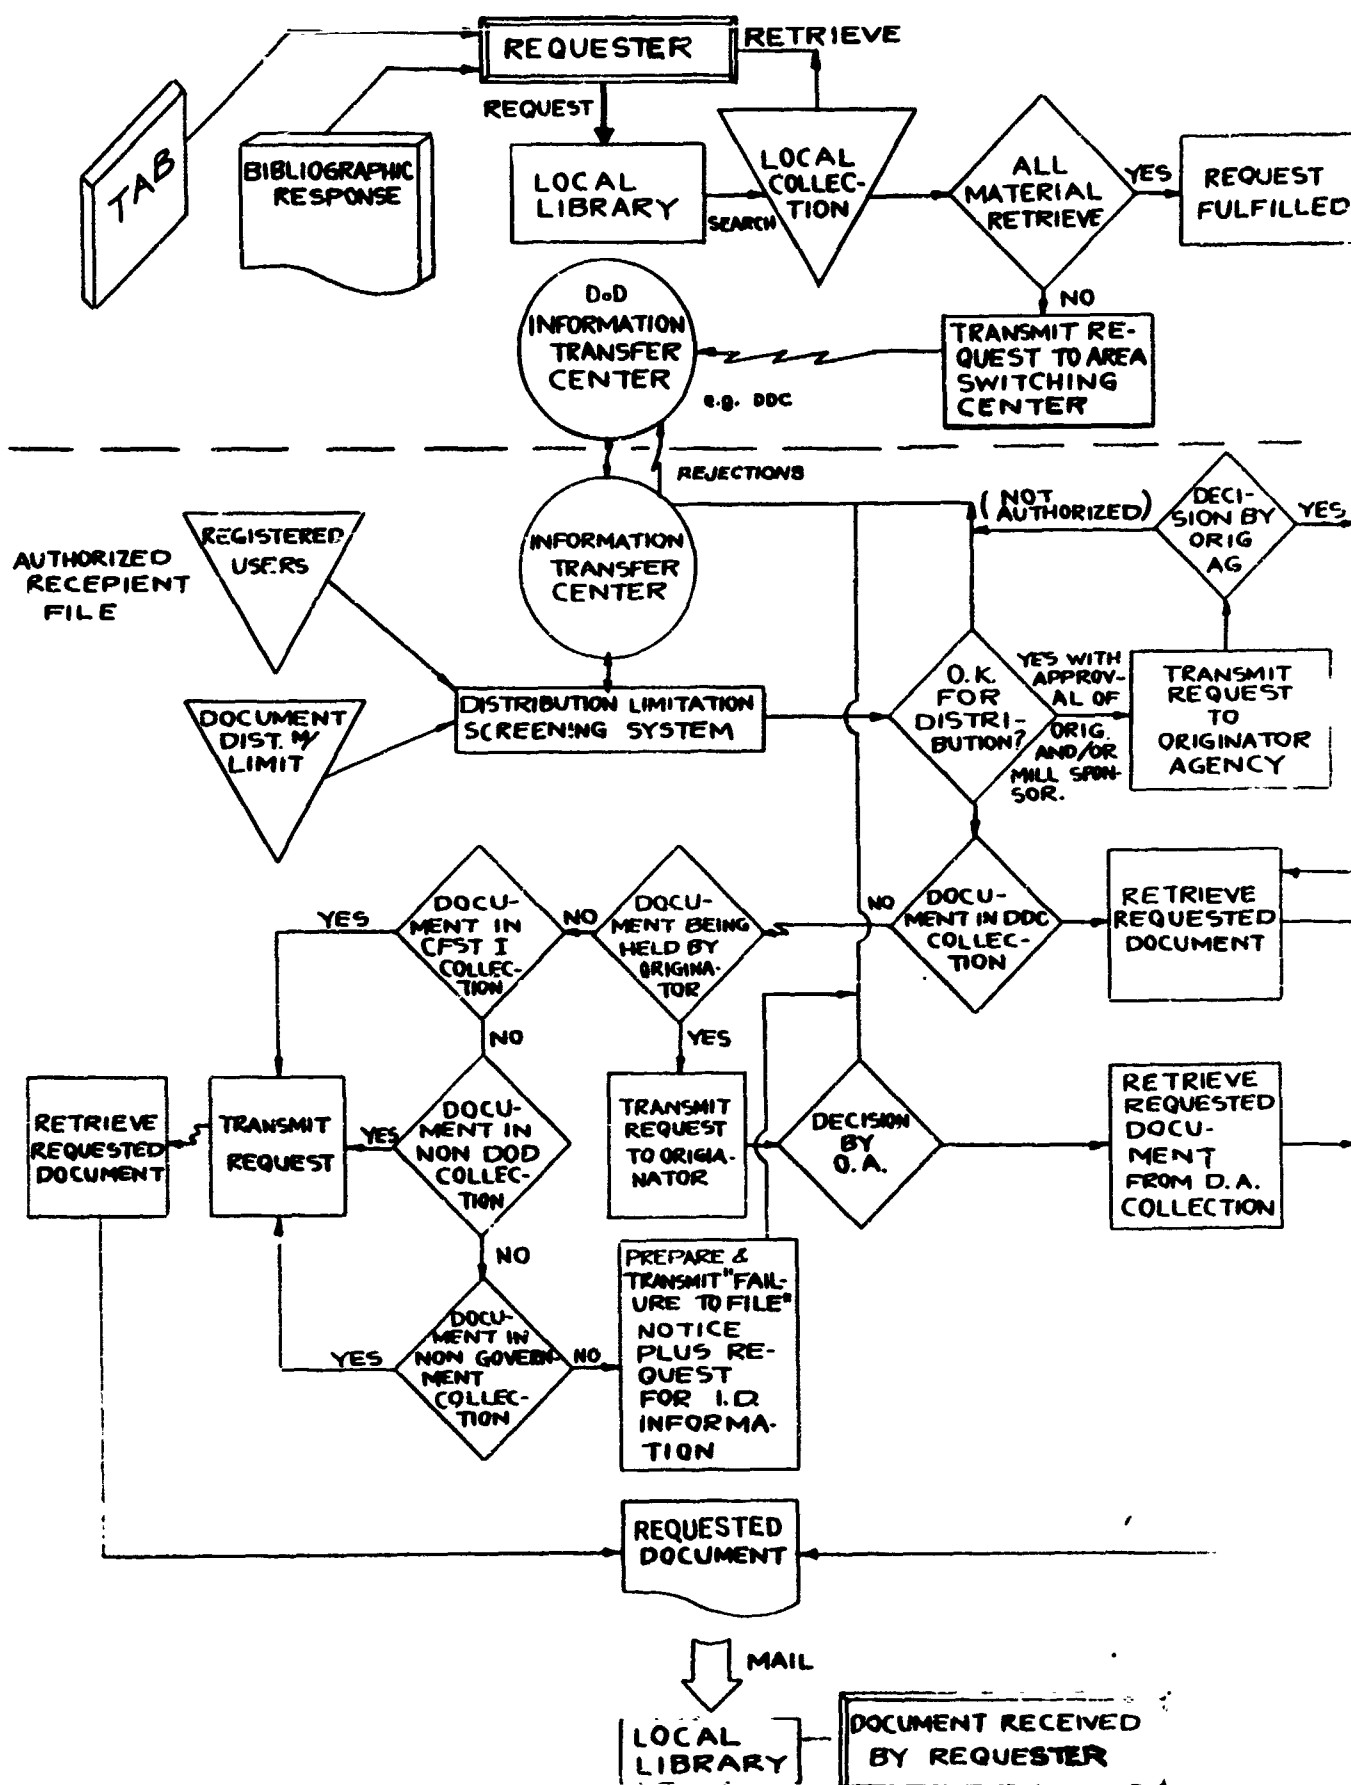 REQUESTER
RETRIEVE
REQUEST
TAB
BIBLIOGRAPHIC
RESPONSE
LOCAL
LIBRARY
SEARCH
LOCAL
COLLEC-
TION
ALL
MATERIAL
RETRIEVE
YES
REQUEST
FULFILLED
NO
DoD
INFORMATION
TRANSFER
CENTER
TRANSMIT RE-
QUEST TO AREA
SWITCHING
CENTER
e.g. DDC
REJECTIONS
(NOT
AUTHORIZED)
DECI-
SION BY
ORIG
AG
YES
AUTHORIZED
RECEPIENT
FILE
REGISTERED
USERS
INFORMATION
TRANSFER
CENTER
DOCUMENT
DIST. W/
LIMIT
DISTRIBUTION LIMITATION
SCREENING SYSTEM
O.K.
FOR
DISTRI-
BUTION?
YES WITH
APPROV-
AL OF
ORIG.
AND/OR
MILL SPON-
SOR.
TRANSMIT
REQUEST
TO
ORIGINATOR
AGENCY
YES
DOCU-
MENT IN
CFST I
COLLEC-
TION
NO
DOCU-
MENT BEING
HELD BY
ORIGINA-
TOR
NO
DOCU-
MENT IN DDC
COLLEC-
TION
RETRIEVE
REQUESTED
DOCUMENT
NO
YES
RETRIEVE
REQUESTED
DOCUMENT
TRANSMIT
REQUEST
YES
DOCU-
MENT IN
NON DOD
COLLEC-
TION
TRANSMIT
REQUEST
TO ORIGIA-
NATOR
DECISION
BY
O.A.
RETRIEVE
REQUESTED
DOCU-
MENT
FROM D.A.
COLLECTION
NO
YES
DOCU-
MENT IN
NON GOVERN-
MENT
COLLEC-
TION
NO
PREPARE &
TRANSMIT "FAIL-
URE TO FILE"
NOTICE
PLUS RE-
QUEST
FOR I.D.
INFORMA-
TION
REQUESTED
DOCUMENT
MAIL
LOCAL
LIBRARY
DOCUMENT RECEIVED
BY REQUESTER